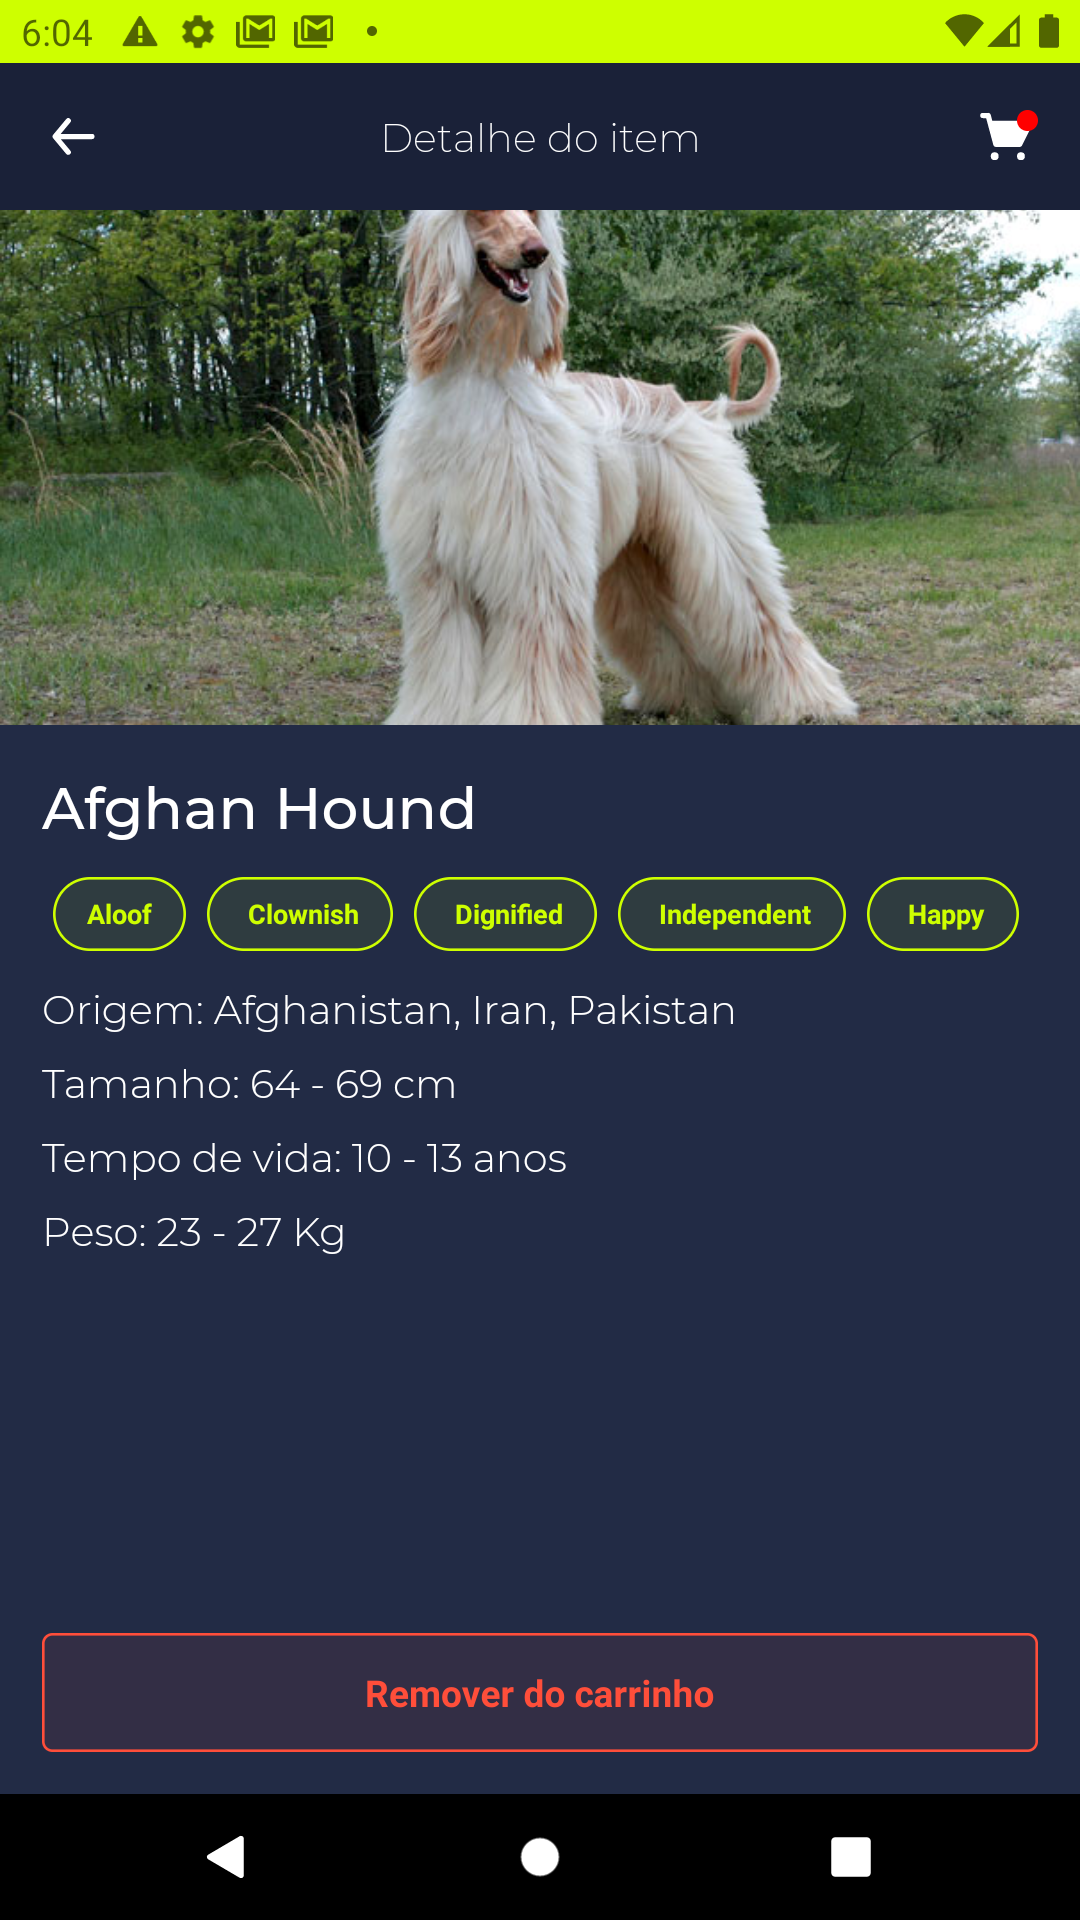 6:04
Detalhe do item
Afghan Hound
Aloof Clownish Dignified Independent Happy
Origem: Afghanistan, Iran, Pakistan
Tamanho: 64 - 69 cm
Tempo de vida: 10 - 13 anos
Peso: 23 - 27 Kg
Remover do carrinho